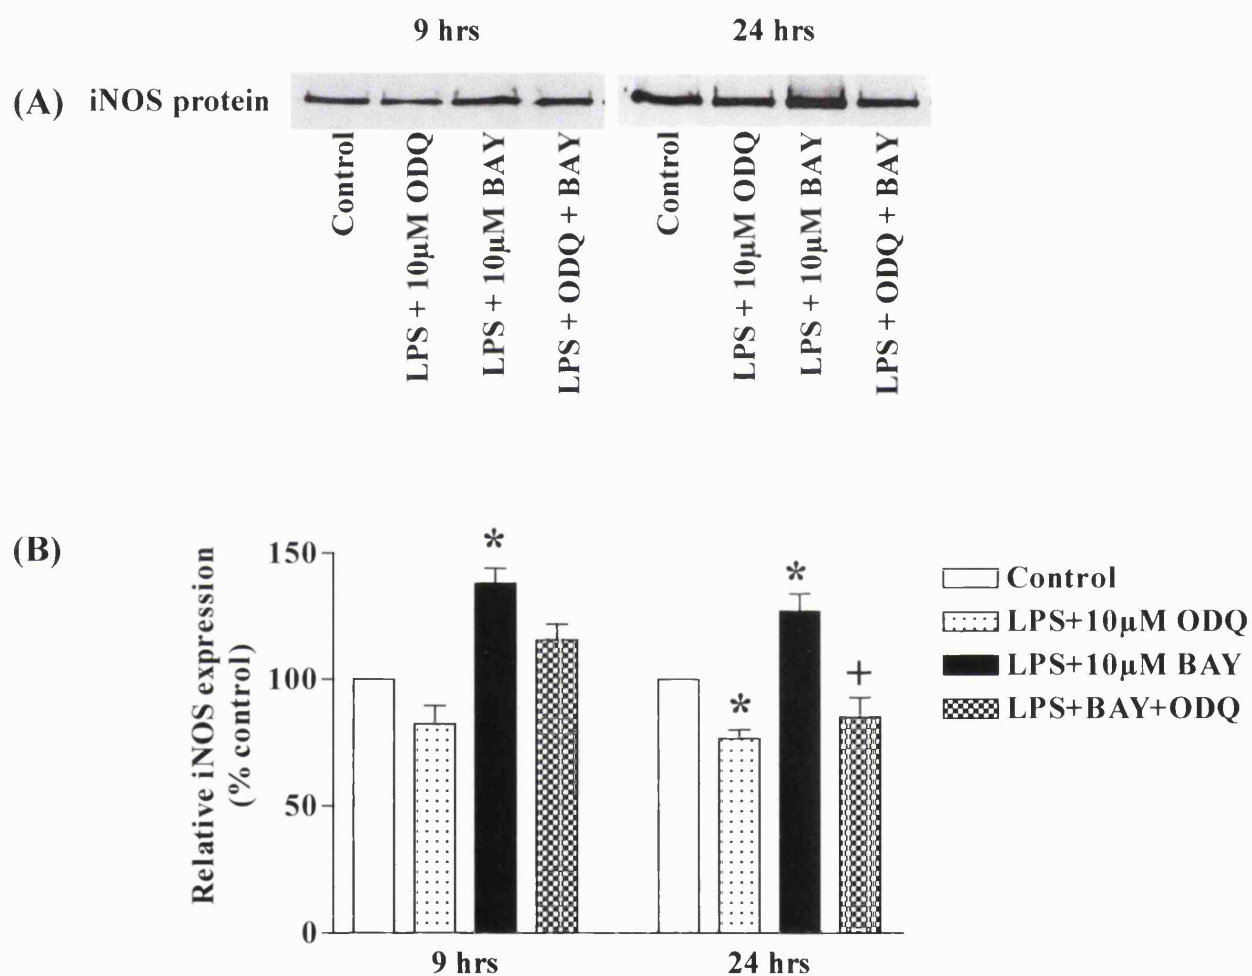 9 hrs 24 hrs
(A) iNOS protein
Control
LPS + 10µM ODQ
LPS + 10µM BAY
LPS + ODQ + BAY
Control
LPS + 10µM ODQ
LPS + 10µM BAY
LPS + ODQ + BAY
(B)
Relative iNOS expression
(% control)
150
100
50
0
* * * +
9 hrs 24 hrs
Control
LPS+10µM ODQ
LPS+10µM BAY
LPS+BAY+ODQ